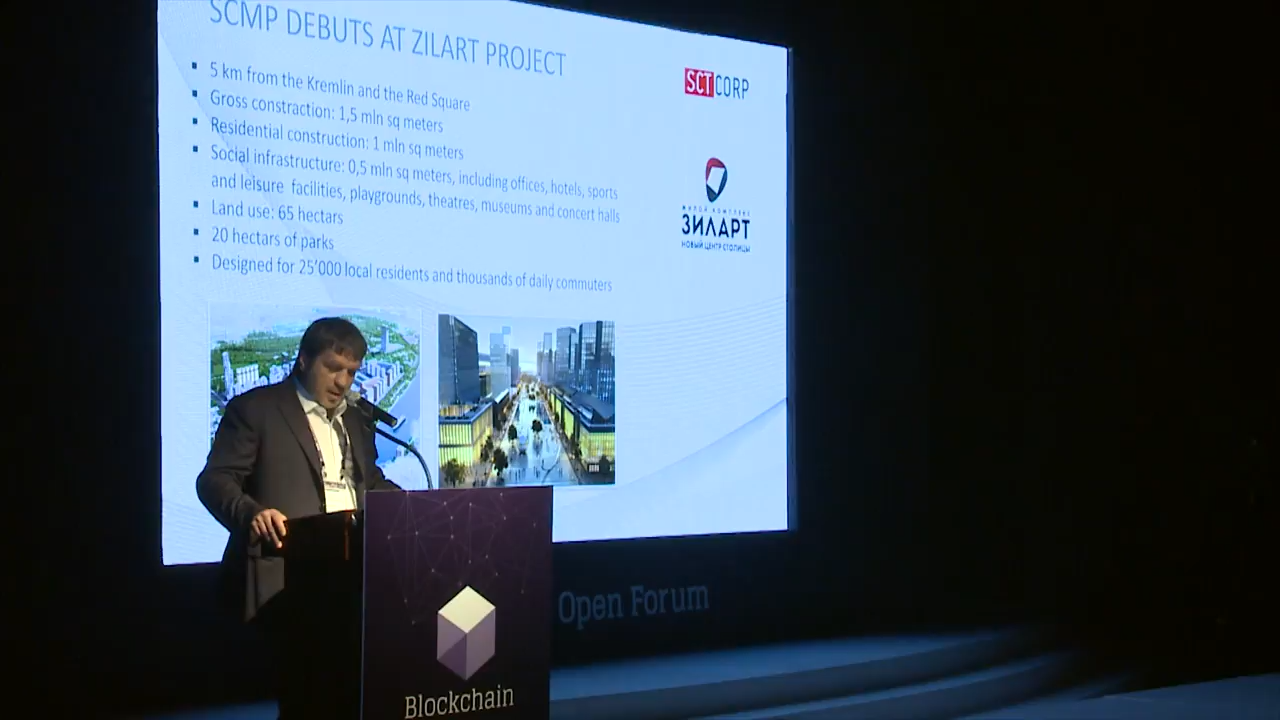 SCMP DEBUTS AT ZILART PROJECT
5 km from the Kremlin and the Red Square
Gross constraction: 1,5 mln sq meters
Residential construction: 1 mln sq meters
Social infrastructure: 0,5 mln sq meters, including offices, hotels, sports
and leisure facilities, playgrounds, theatres, museums and concert halls
Land use: 65 hectars
20 hectars of parks
Designed for 25'000 local residents and thousands of daily commuters
SCT CORP
ЖИЛОЙ КОМПЛЕКС
ЗИЛАРТ
НОВЫЙ ЦЕНТР СТОЛИЦЫ
Open Forum
Blockchain